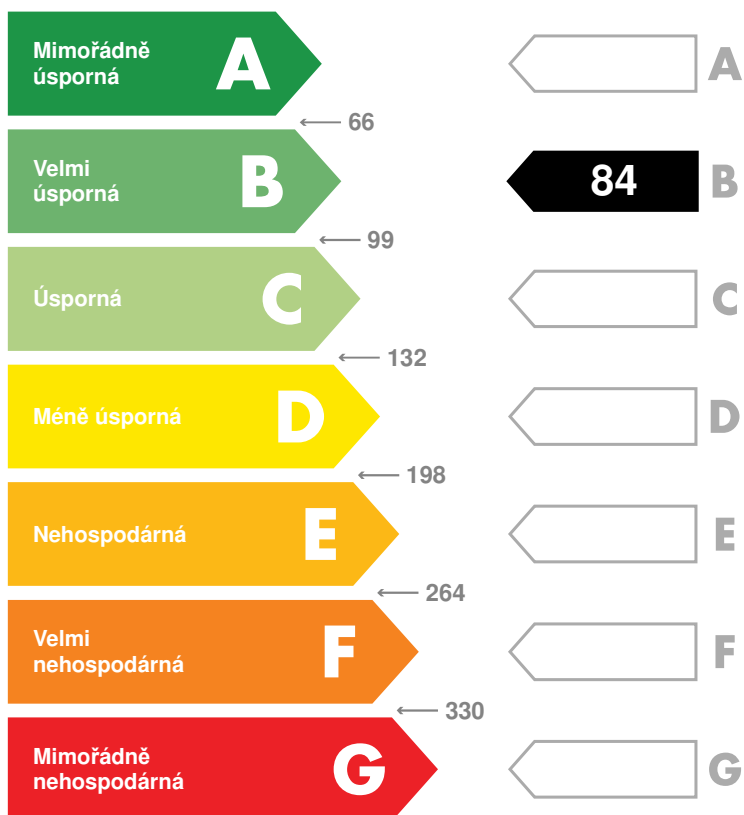 Mimořádně
úsporná
A
A
← 66
Velmi
úsporná
B
84
B
← 99
Úsporná
C
C
← 132
Méně úsporná
D
D
← 198
Nehospodárná
E
E
← 264
Velmi
nehospodárná
F
F
← 330
Mimořádně
nehospodárná
G
G